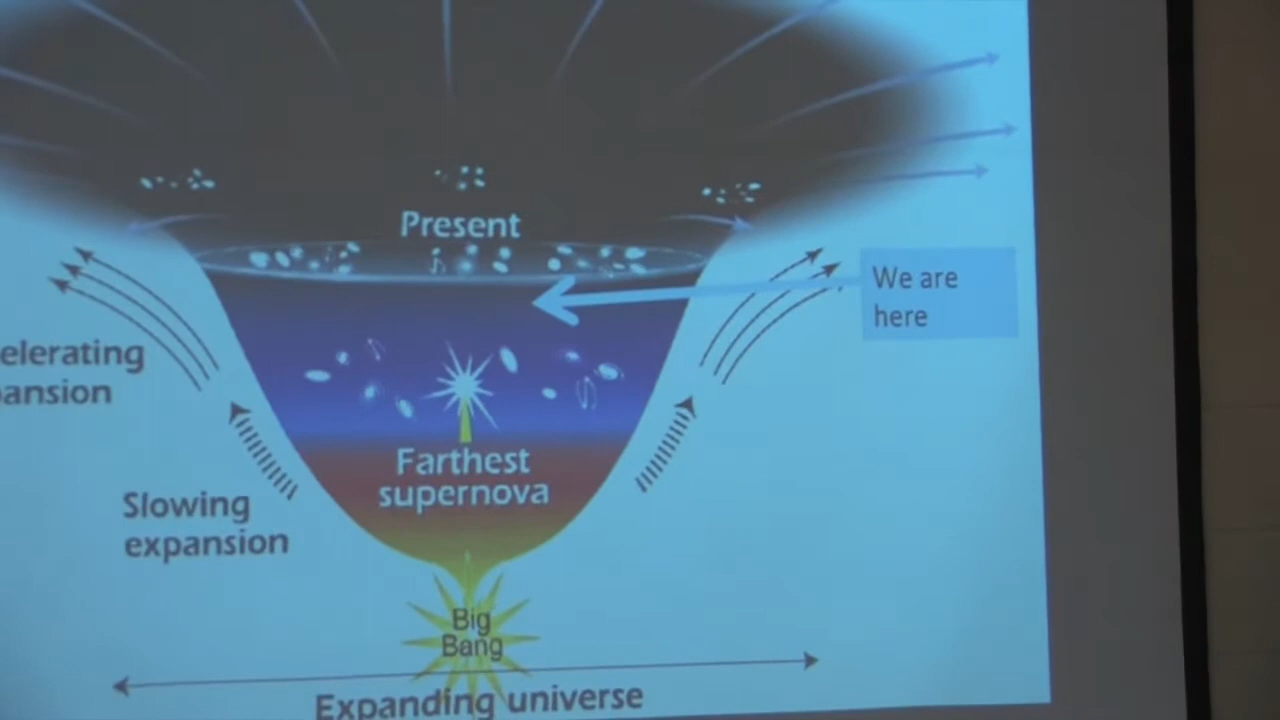 Present
We are
here
elerating
ansion
Farthest
supernova
Slowing
expansion
Big
Bang
Expanding universe